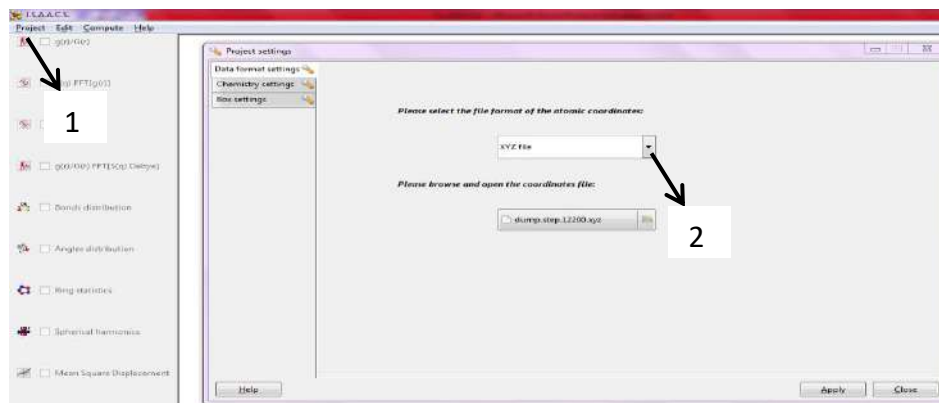 ISAACS
Project Edit Compute Help
g(r)/G(r)
Project settings
Data format settings
Chemistry settings
Box settings
Please select the file format of the atomic coordinates:
1
XYZ file
g(r)/G(r) FFT[S(q) Debye]
Please browse and open the coordinates file:
Bonds distribution
dump.step.12200.xyz
2
Angles distribution
Ring statistics
Spherical harmonics
Mean Square Displacement
Help
Apply
Close